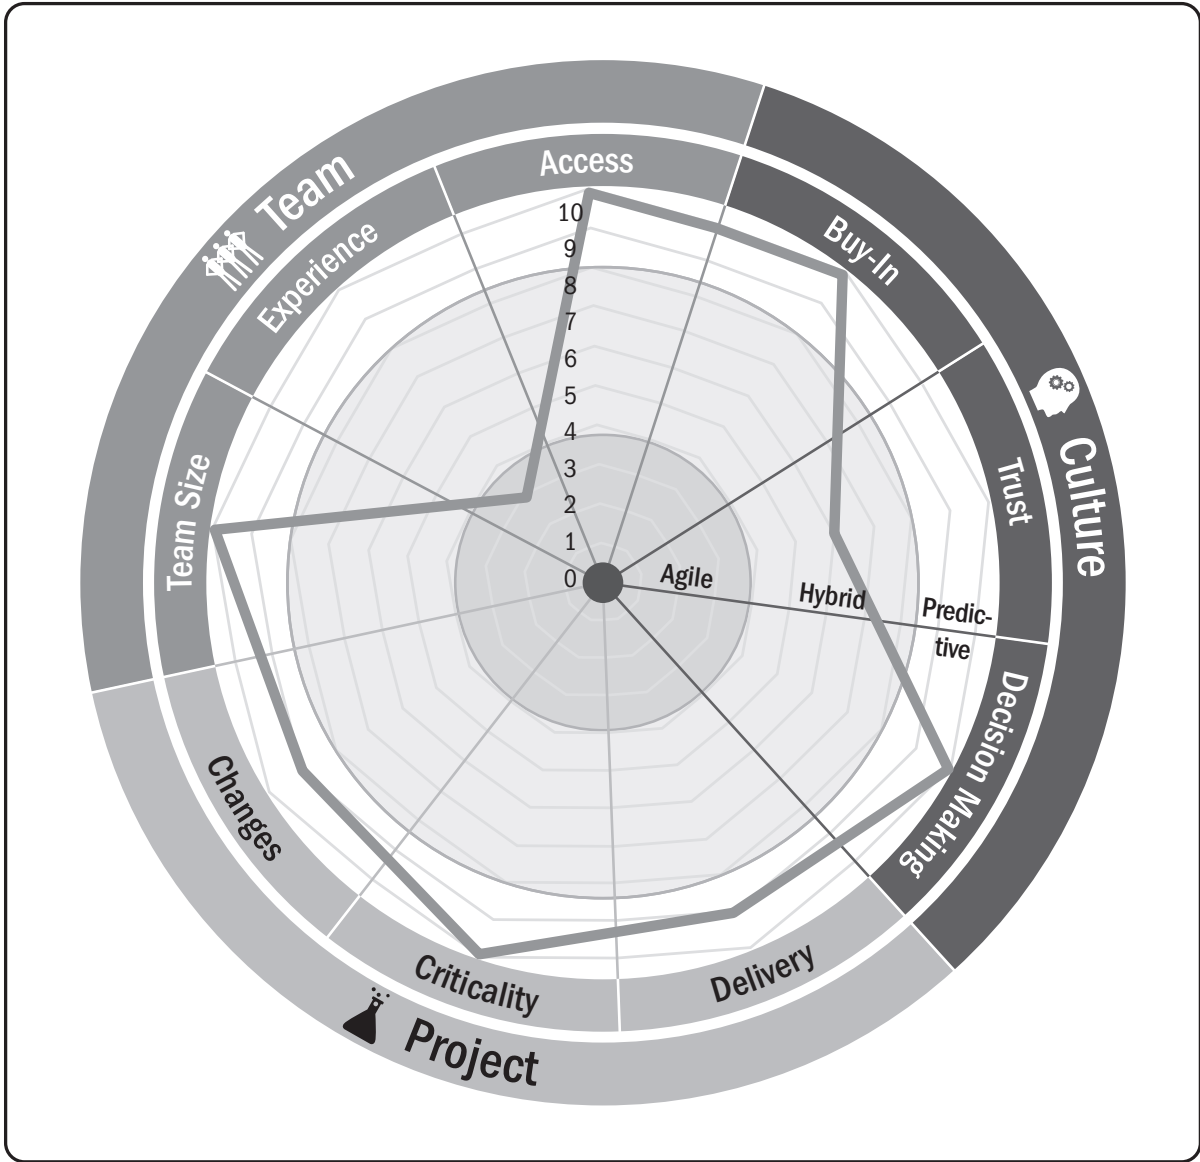 Team
Access
Experience
Team Size
Culture
Buy-In
Trust
Decision Making
10
9
8
7
6
5
4
3
2
1
0
Agile
Hybrid
Predic-
tive
Changes
Criticality
Delivery
Project